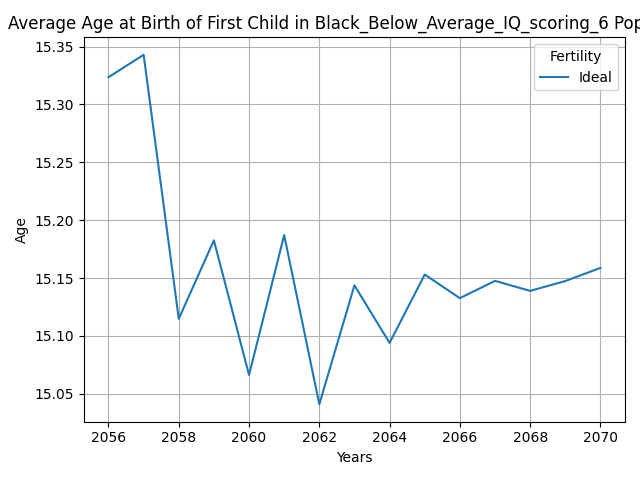 Average Age at Birth of First Child in Black_Below_Average_IQ_scoring_6 Pop
Fertility
Ideal
15.35
15.30
15.25
15.20
15.15
15.10
15.05
Age
2056 2058 2060 2062 2064 2066 2068 2070
Years